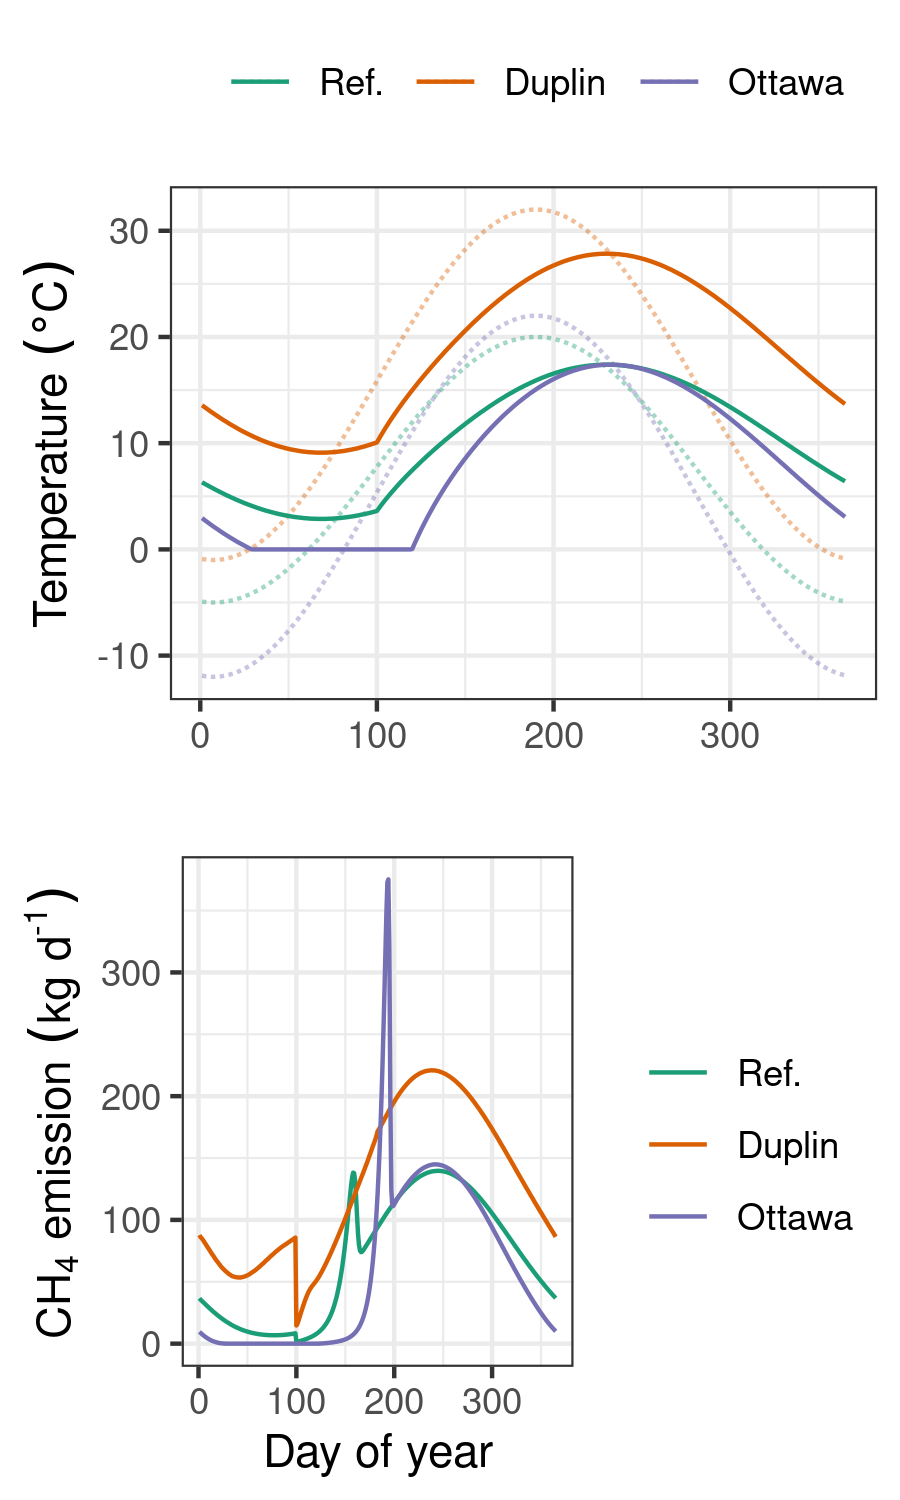 Ref. Duplin Ottawa
Temperature (°C)
30
20
10
0
-10
0 100 200 300
CH₄ emission (kg d⁻¹)
300
200
100
0
0 100 200 300
Day of year
Ref.
Duplin
Ottawa